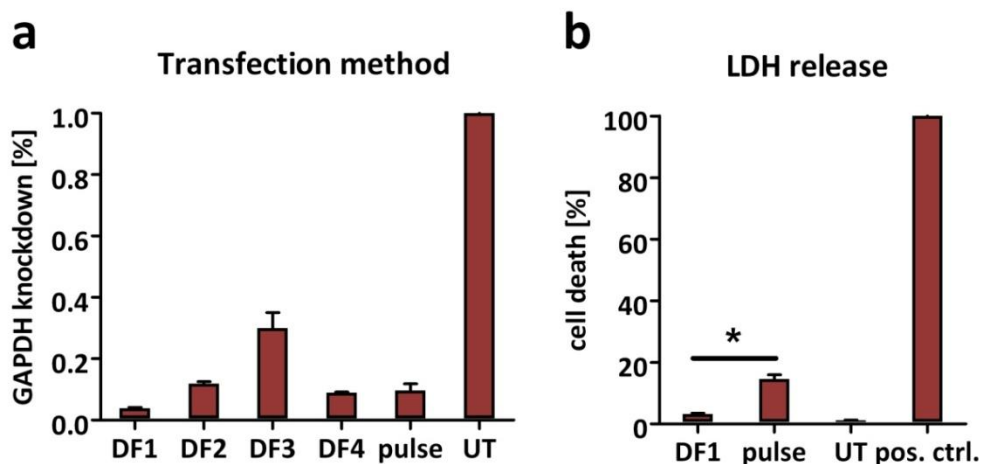 a
Transfection method
GAPDH knockdown [%]
1.0
0.8
0.6
0.4
0.2
0.0
DF1 DF2 DF3 DF4 pulse UT
b
LDH release
cell death [%]
100
80
60
40
20
0
*
DF1 pulse UT pos. ctrl.